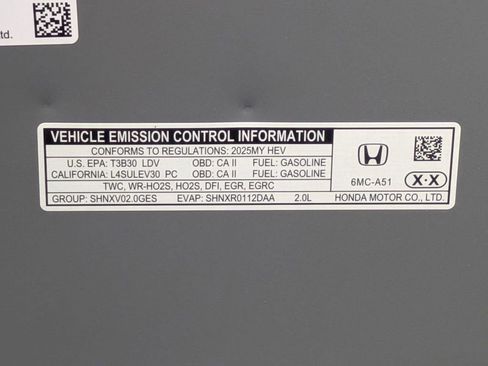 td.
VEHICLE EMISSION CONTROL INFORMATION
CONFORMS TO REGULATIONS: 2025MY HEV
U.S. EPA: T3B30 LDV OBD: CA II FUEL: GASOLINE
CALIFORNIA: L4SULEV30 PC OBD: CA II FUEL: GASOLINE
TWC, WR-HO2S, HO2S, DFI, EGR, EGRC
GROUP: SHNXV02.0GES EVAP: SHNXR0112DAA 2.0L
6MC-A51
X·X
HONDA MOTOR CO., LTD.